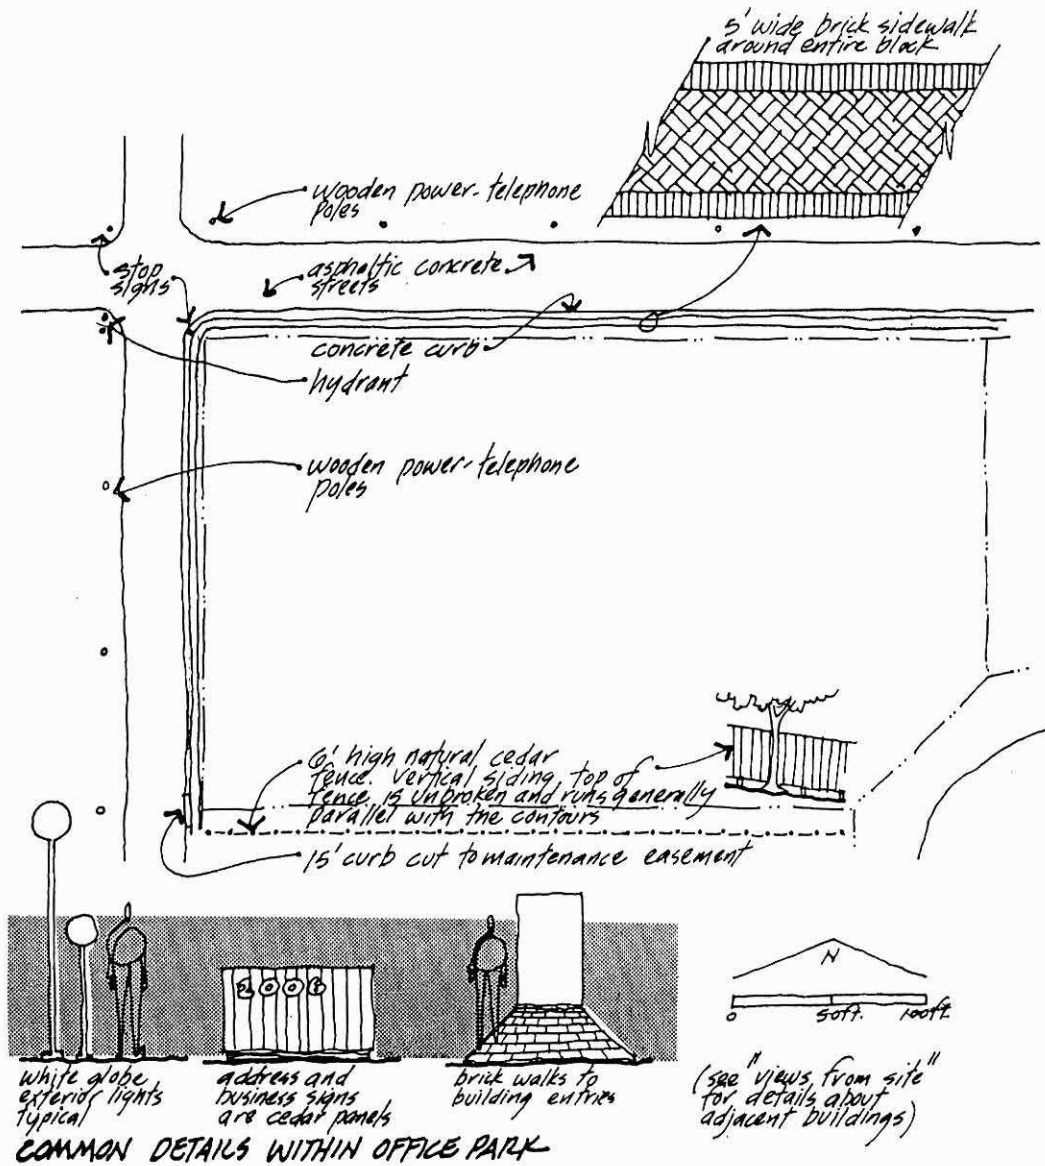 5' wide brick sidewalk
around entire block
wooden power-telephone
poles
stop
signs
asphaltic concrete
streets
concrete curb
hydrant
wooden power-telephone
poles
6' high natural cedar
fence. vertical siding, top of
fence is unbroken and runs generally
parallel with the contours
15' curb cut to maintenance easement
N
0 50ft. 100ft.
white globe
exterior lights
typical
address and
business signs
are cedar panels
brick walks to
building entries
(see "views from site"
for details about
adjacent buildings)
COMMON DETAILS WITHIN OFFICE PARK